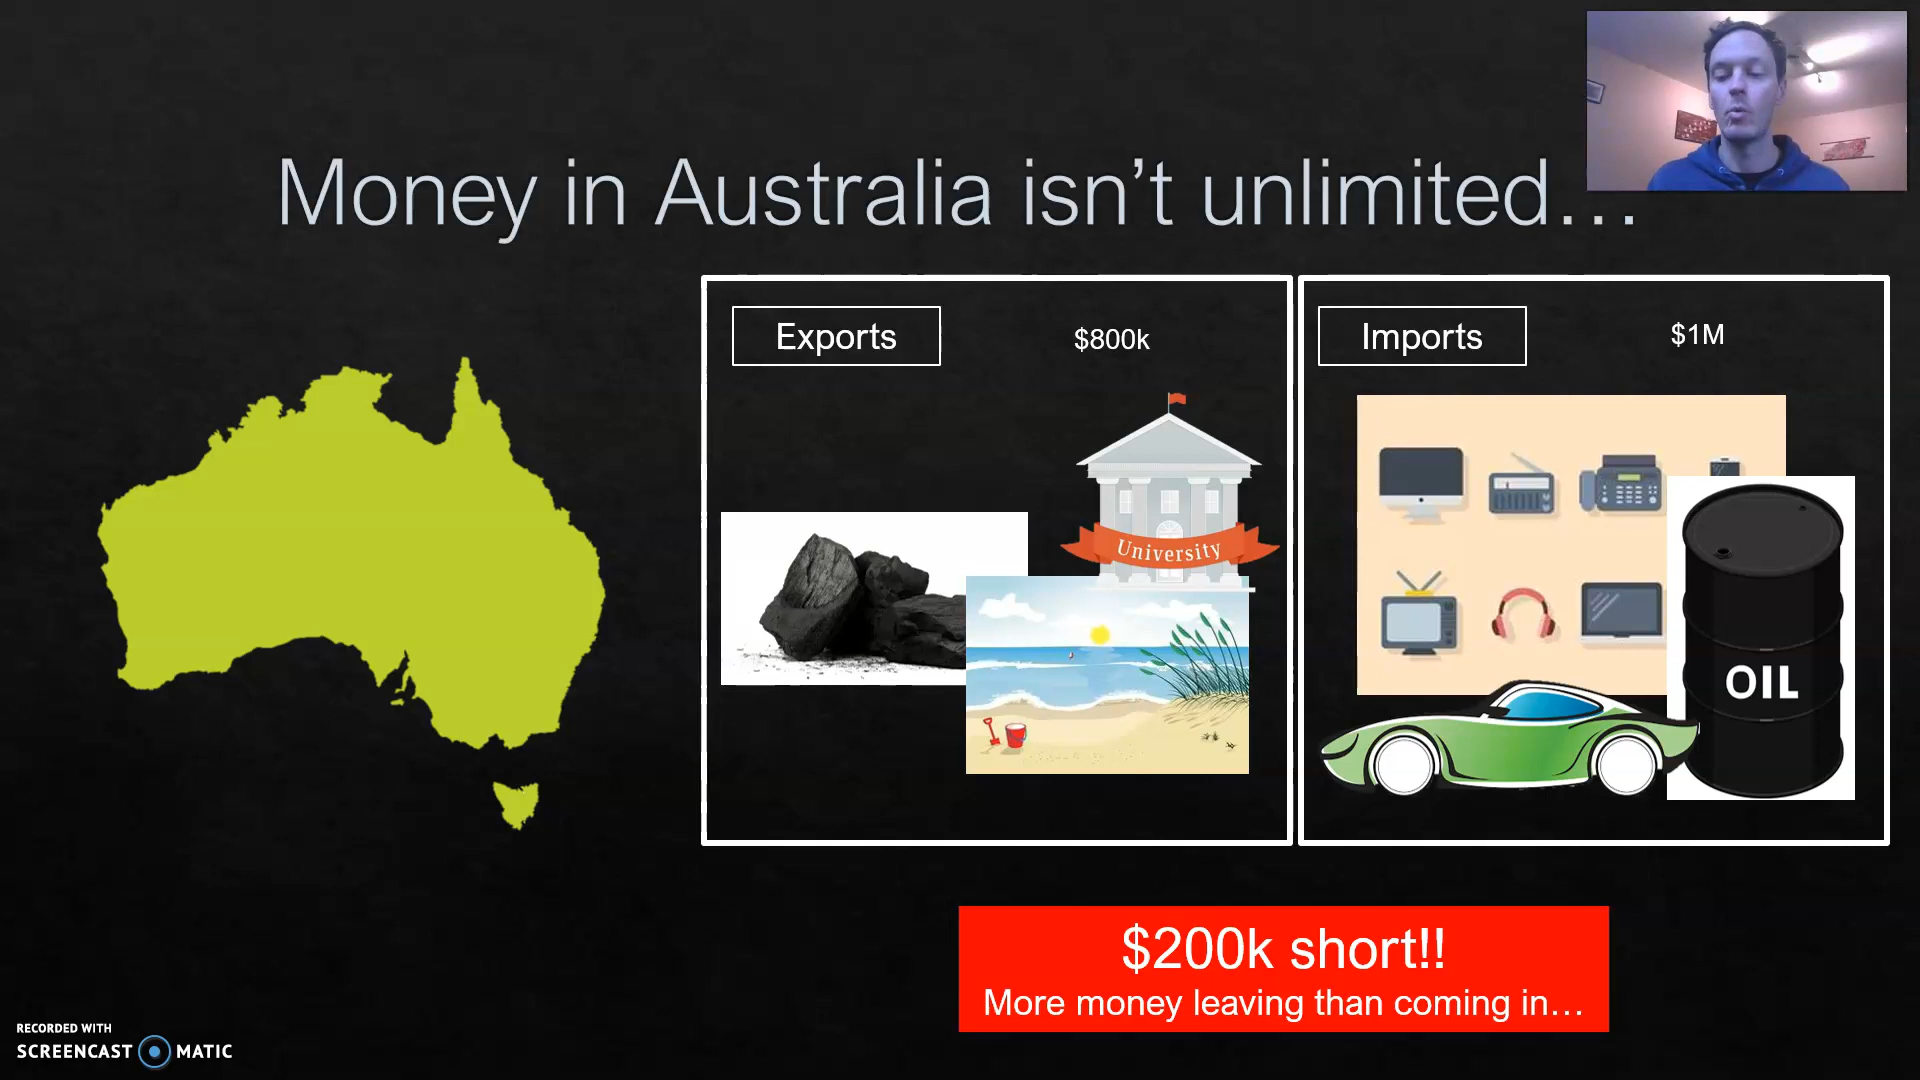 Money in Australia isn’t unlimited…
Exports
$800k
Imports
$1M
University
OIL
$200k short!!
More money leaving than coming in…
RECORDED WITH
SCREENCAST MATIC